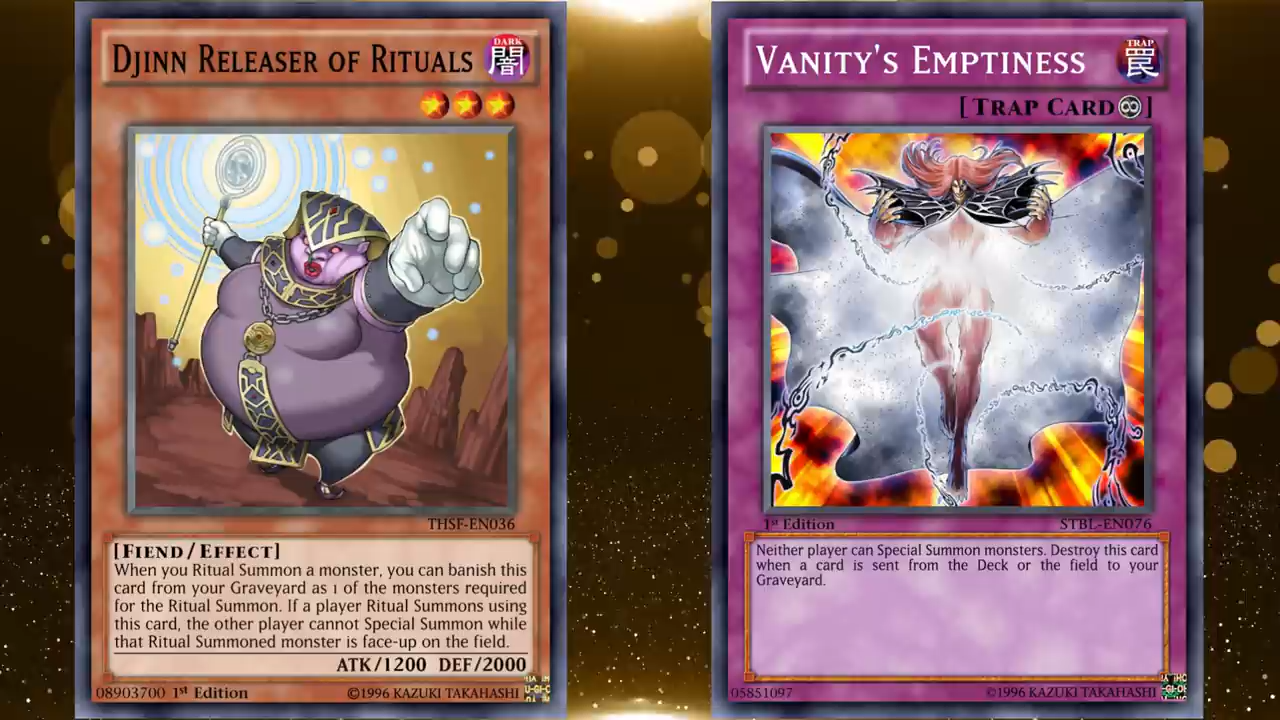 DJINN RELEASER OF RITUALS
DARK
闇
THSF-EN036
[FIEND/EFFECT]
When you Ritual Summon a monster, you can banish this
card from your Graveyard as 1 of the monsters required
for the Ritual Summon. If a player Ritual Summons using
this card, the other player cannot Special Summon while
that Ritual Summoned monster is face-up on the field.
ATK/1200 DEF/2000
08903700 1st Edition ©1996 KAZUKI TAKAHASHI
VANITY'S EMPTINESS
TRAP
罠
[TRAP CARD]
1st Edition STBL-EN076
Neither player can Special Summon monsters. Destroy this card
when a card is sent from the Deck or the field to your
Graveyard.
05851097 ©1996 KAZUKI TAKAHASHI